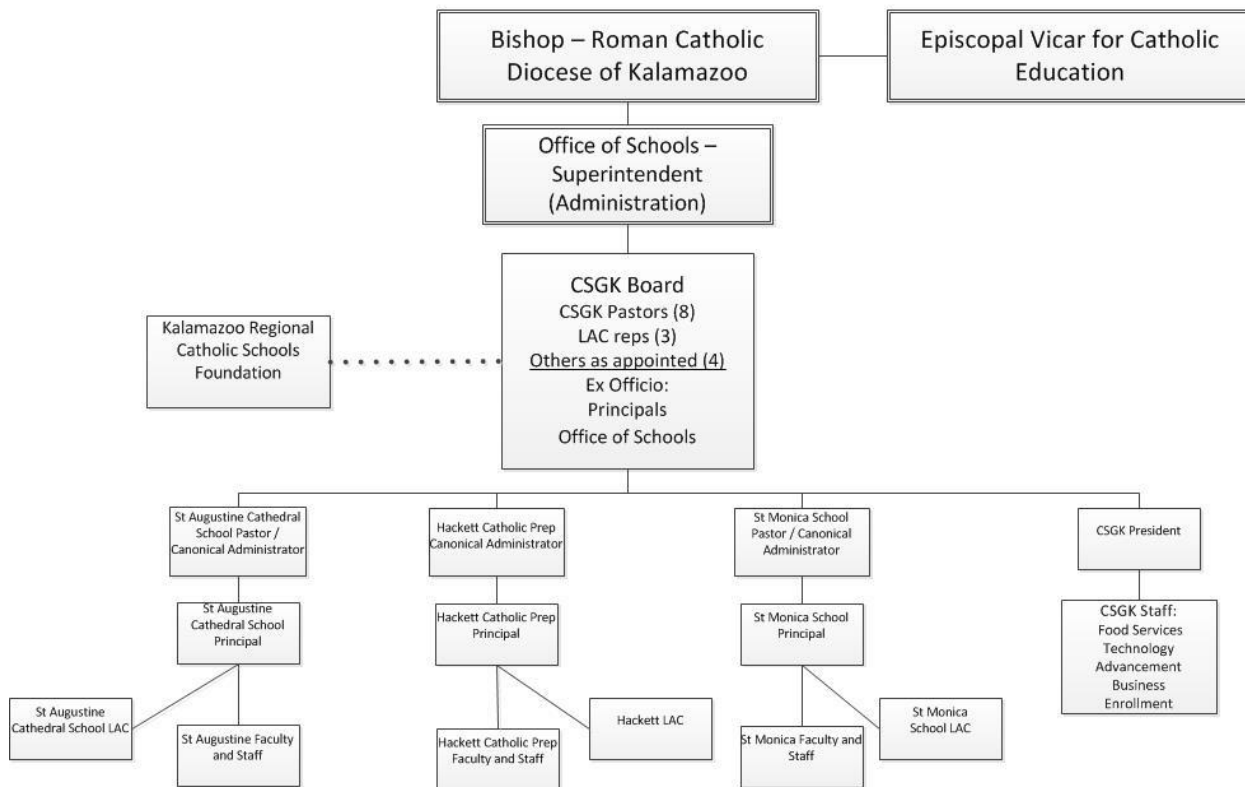 Bishop – Roman Catholic
Diocese of Kalamazoo
Episcopal Vicar for Catholic
Education
Office of Schools –
Superintendent
(Administration)
CSGK Board
CSGK Pastors (8)
LAC reps (3)
Others as appointed (4)
Ex Officio:
Principals
Office of Schools
Kalamazoo Regional
Catholic Schools
Foundation
St Augustine Cathedral
School Pastor /
Canonical Administrator
Hackett Catholic Prep
Canonical Administrator
St Monica School
Pastor / Canonical
Administrator
CSGK President
St Augustine
Cathedral School
Principal
Hackett Catholic Prep
Principal
St Monica School
Principal
CSGK Staff:
Food Services
Technology
Advancement
Business
Enrollment
St Augustine
Cathedral School LAC
St Augustine Faculty
and Staff
Hackett Catholic Prep
Faculty and Staff
Hackett LAC
St Monica Faculty and
Staff
St Monica
School LAC